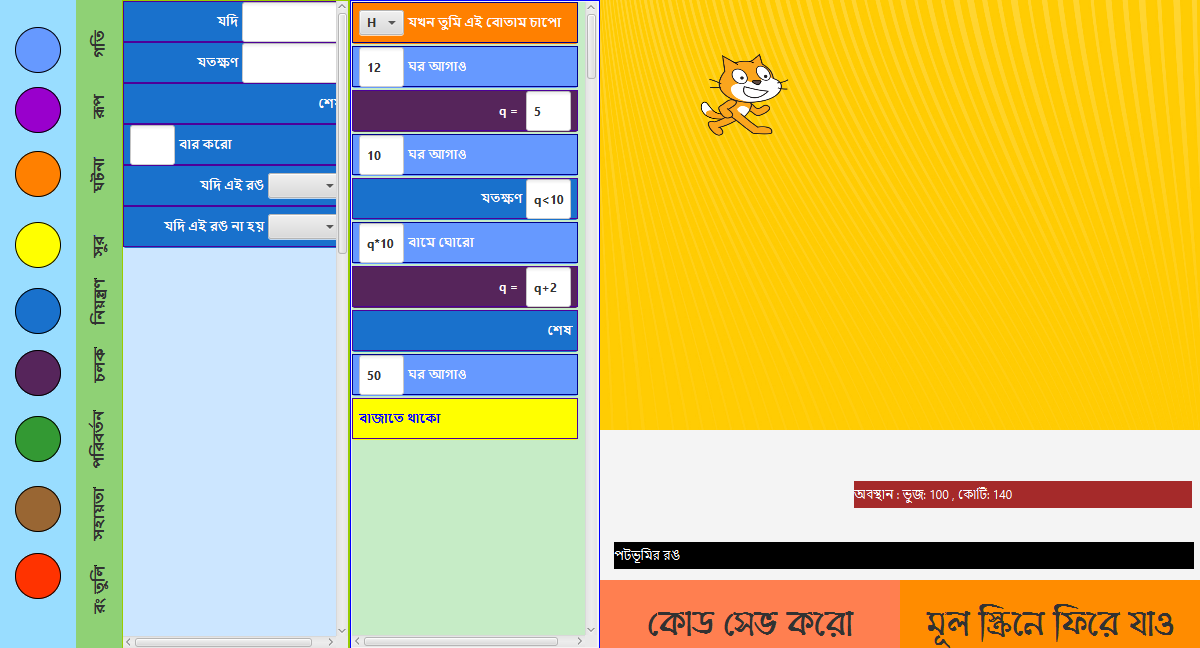 গতি
রূপ
ঘটনা
সুর
নিয়ন্ত্রণ
চলক
পরিবর্তন
সহায়তা
রং তুলি
যদি
যতক্ষণ
বার করো
যদি এই রঙ
যদি এই রঙ না হয়
H যখন তুমি এই বোতাম চাপো
12 ঘর আগাও
q = 5
10 ঘর আগাও
যতক্ষণ q<10
q*10 বামে ঘোরো
q = q+2
শেষ
50 ঘর আগাও
বাজাতে থাকো
অবস্থান : ভুজ: 100 , কোটি: 140
পটভূমির রঙ
কোড সেভ করো
মূল স্ক্রিনে ফিরে যাও